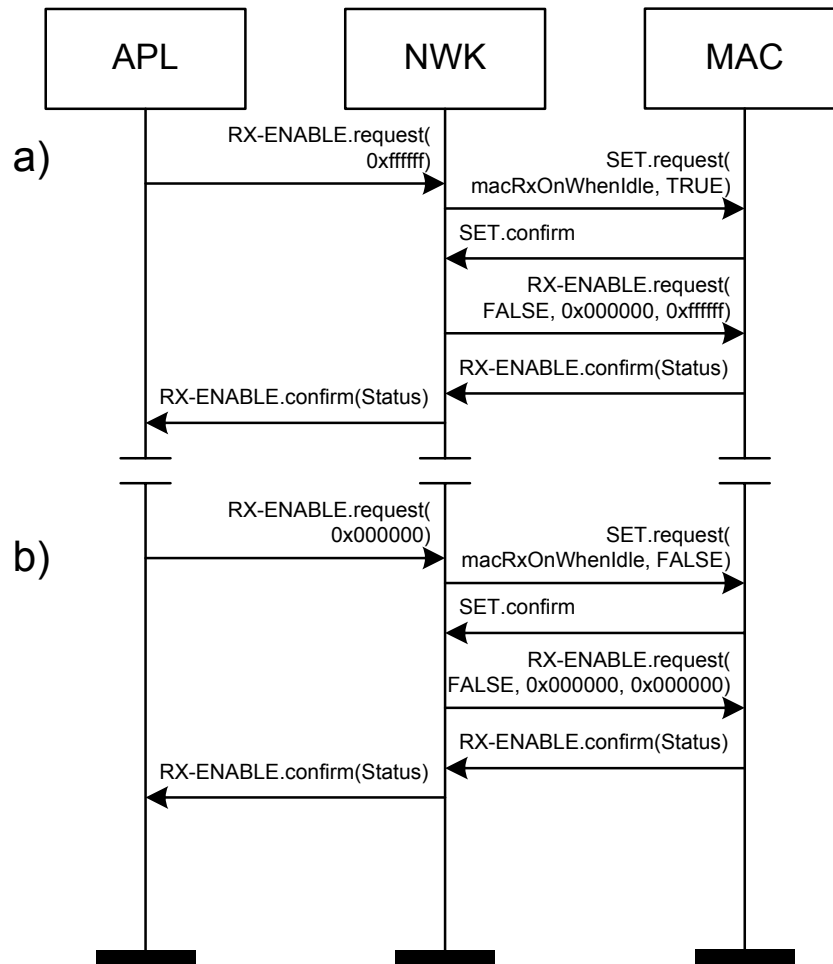 APL
NWK
MAC
a)
RX-ENABLE.request(
0xffffff)
SET.request(
macRxOnWhenIdle, TRUE)
SET.confirm
RX-ENABLE.request(
FALSE, 0x000000, 0xffffff)
RX-ENABLE.confirm(Status)
RX-ENABLE.confirm(Status)
b)
RX-ENABLE.request(
0x000000)
SET.request(
macRxOnWhenIdle, FALSE)
SET.confirm
RX-ENABLE.request(
FALSE, 0x000000, 0x000000)
RX-ENABLE.confirm(Status)
RX-ENABLE.confirm(Status)